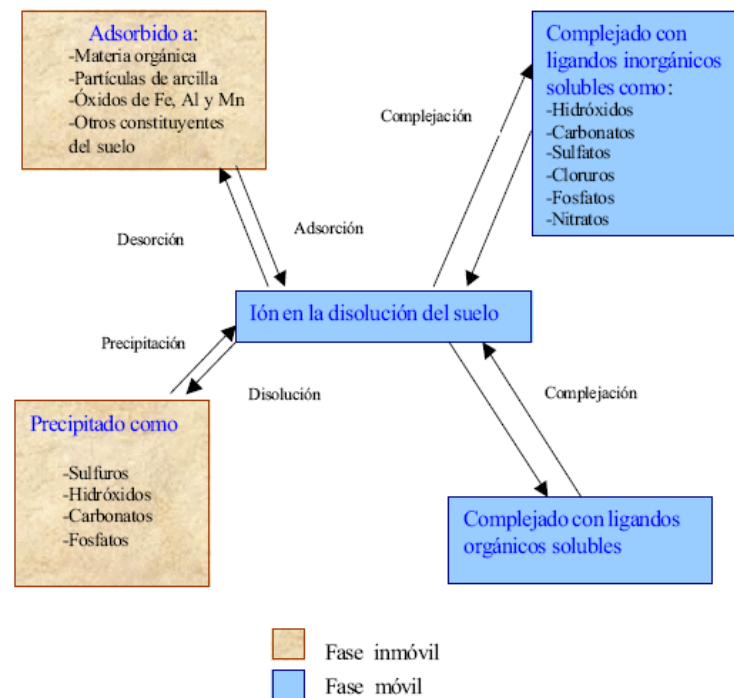 Adsorbido a:
-Materia orgánica
-Partículas de arcilla
-Óxidos de Fe, Al y Mn
-Otros constituyentes
del suelo
Complejado con
ligandos inorgánicos
solubles como:
-Hidróxidos
-Carbonatos
-Sulfatos
-Cloruros
-Fosfatos
-Nitratos
Complejación
Desorción
Adsorción
Ión en la disolución del suelo
Precipitación
Disolución
Complejación
Precipitado como
-Sulfuros
-Hidróxidos
-Carbonatos
-Fosfatos
Complejado con ligandos
orgánicos solubles
Fase inmóvil
Fase móvil